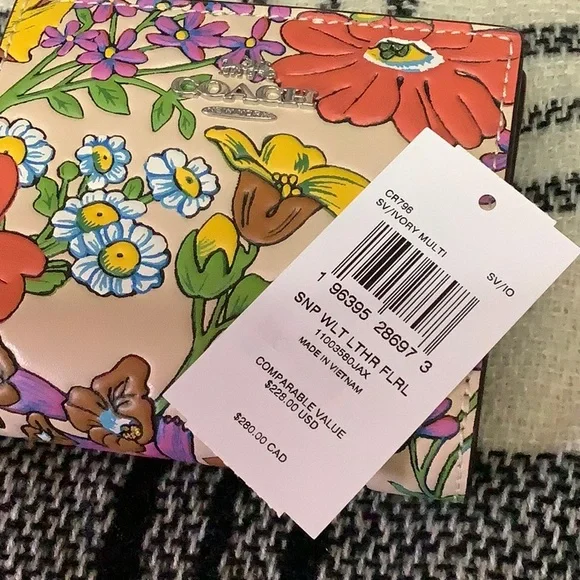 COACH
CR796
SV/IVORY MULTI
SV/IO
1 96395 28697 3
SNP WLT LTHR FLRL
11003580JAX
MADE IN VIETNAM
COMPARABLE VALUE
$228.00 USD
$280.00 CAD